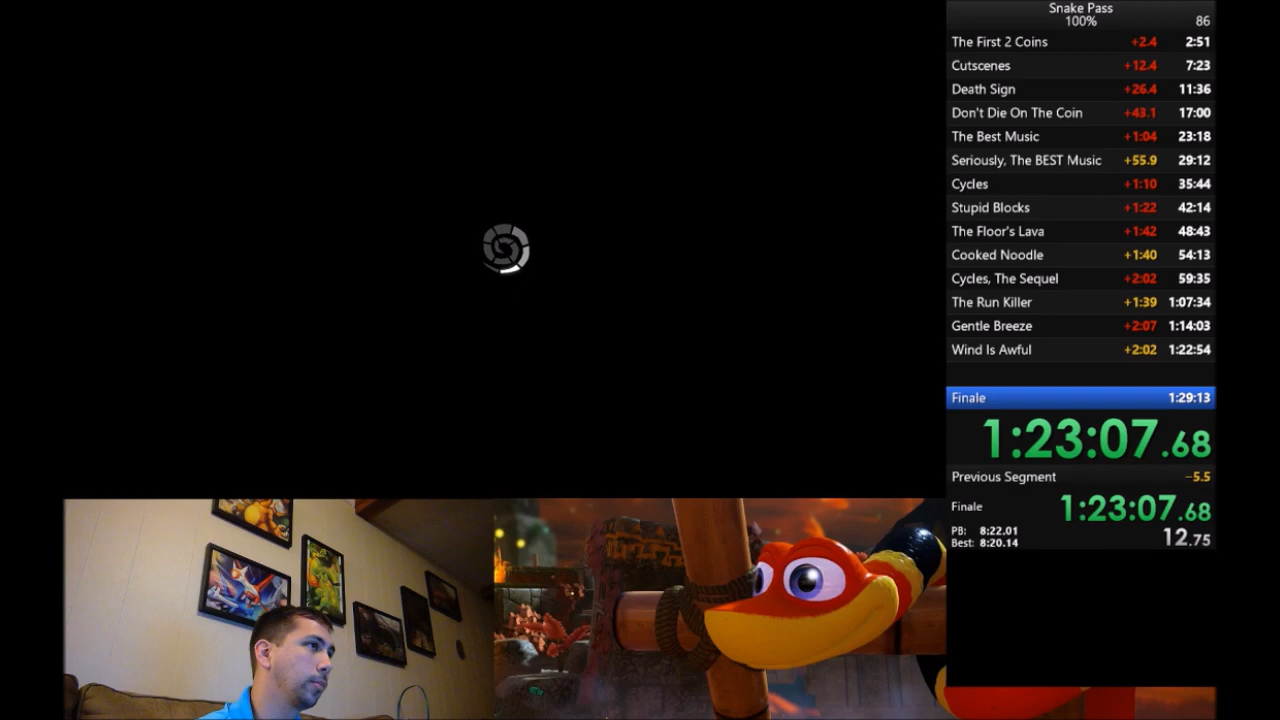 Snake Pass
100% 86
The First 2 Coins +2.4 2:51
Cutscenes +12.4 7:23
Death Sign +26.4 11:36
Don't Die On The Coin +43.1 17:00
The Best Music +1:04 23:18
Seriously, The BEST Music +55.9 29:12
Cycles +1:10 35:44
Stupid Blocks +1:22 42:14
The Floor's Lava +1:42 48:43
Cooked Noodle +1:40 54:13
Cycles, The Sequel +2:02 59:35
The Run Killer +1:39 1:07:34
Gentle Breeze +2:07 1:14:03
Wind Is Awful +2:02 1:22:54
Finale 1:29:13
1:23:07.68
Previous Segment -5.5
Finale 1:23:07.68
PB: 8:22.01
Best: 8:20.14 12.75